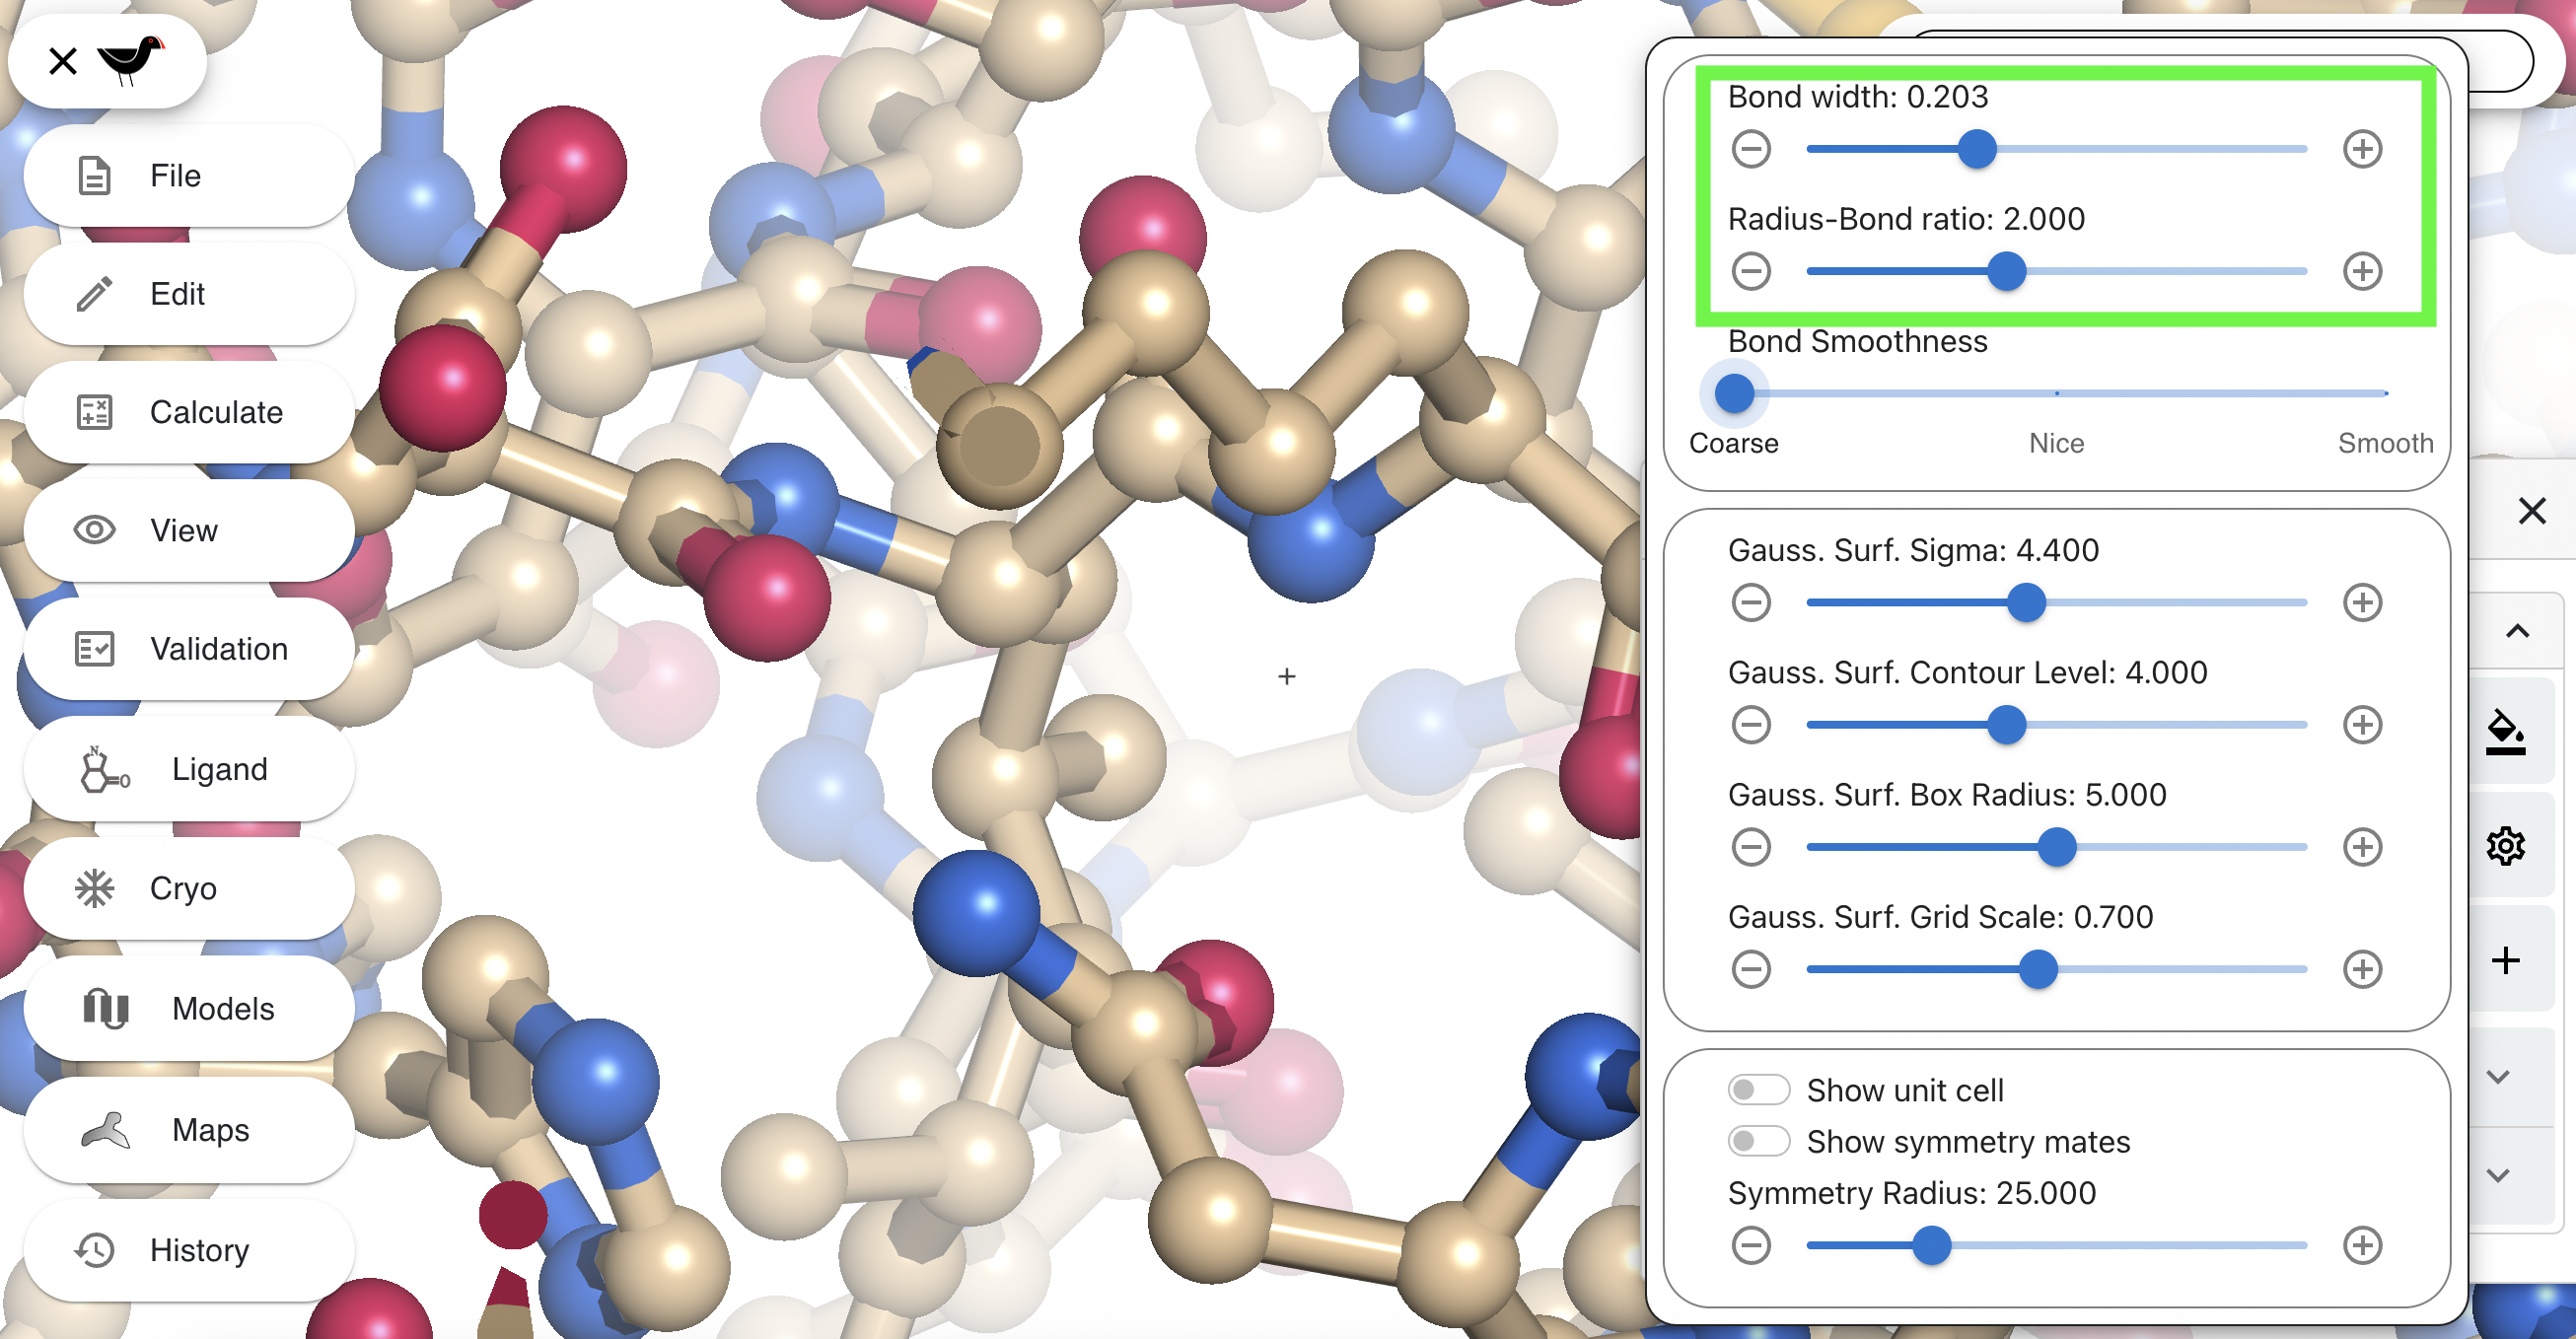 File
Edit
Calculate
View
Validation
Ligand
Cryo
Models
Maps
History
Bond width: 0.203
Radius-Bond ratio: 2.000
Bond Smoothness
Coarse Nice Smooth
Gauss. Surf. Sigma: 4.400
Gauss. Surf. Contour Level: 4.000
Gauss. Surf. Box Radius: 5.000
Gauss. Surf. Grid Scale: 0.700
Show unit cell
Show symmetry mates
Symmetry Radius: 25.000